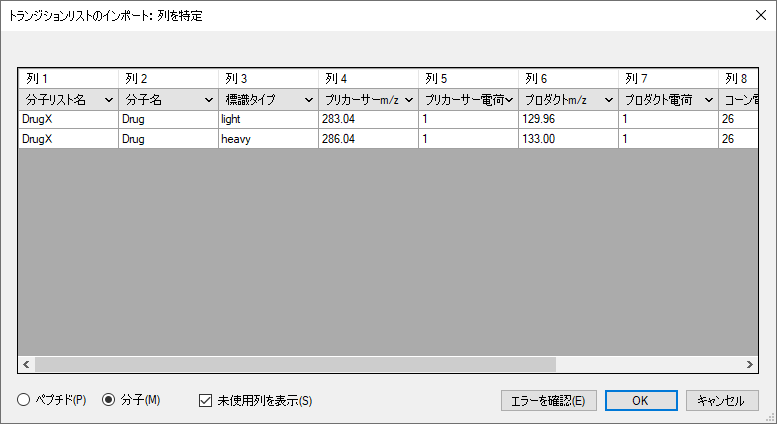 トランジションリストのインポート: 列を特定
列 1 列 2 列 3 列 4 列 5 列 6 列 7 列 8
分子リスト名 分子名 標識タイプ プリカーサーm/z プリカーサー電荷 プロダクトm/z プロダクト電荷 コーン電
DrugX Drug light 283.04 1 129.96 1 26
DrugX Drug heavy 286.04 1 133.00 1 26
ペプチド(P) 分子(M) 未使用列を表示(S) エラーを確認(E) OK キャンセル